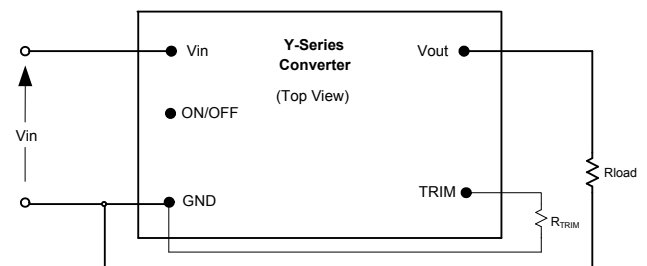 Y-Series
Converter
(Top View)
Vin
Vout
ON/OFF
Vin
GND
TRIM
Rload
RTRIM